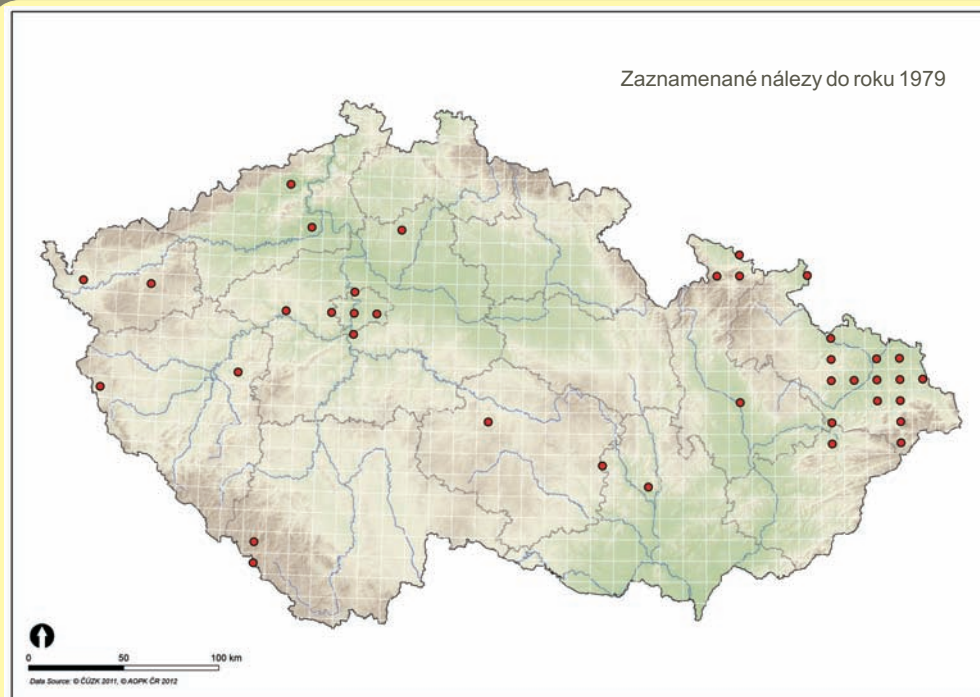 Zaznamenané nálezy do roku 1979
0 50 100 km
Data Source: © ČÚZK 2011, © AOPK ČR 2012